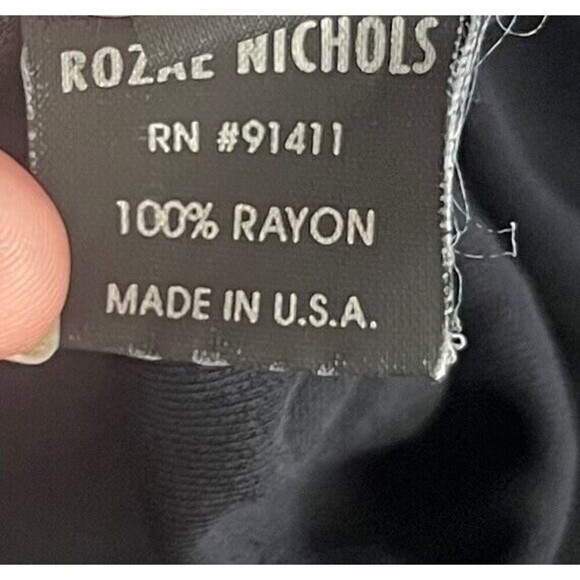 ROZAE NICHOLS
RN #91411
100% RAYON
MADE IN U.S.A.